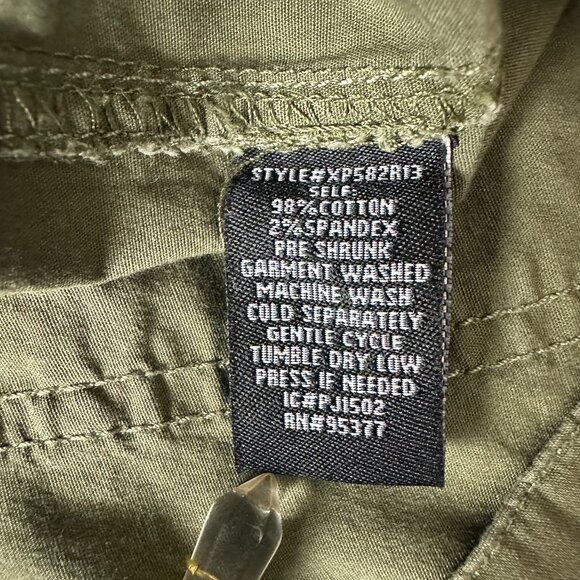 STYLE#XP582R13
SELF:
98%COTTON
2%SPANDEX
PRE SHRUNK
GARMENT WASHED
MACHINE WASH
COLD SEPARATELY
GENTLE CYCLE
TUMBLE DRY LOW
PRESS IF NEEDED
IC#PJ1502
RN#95377